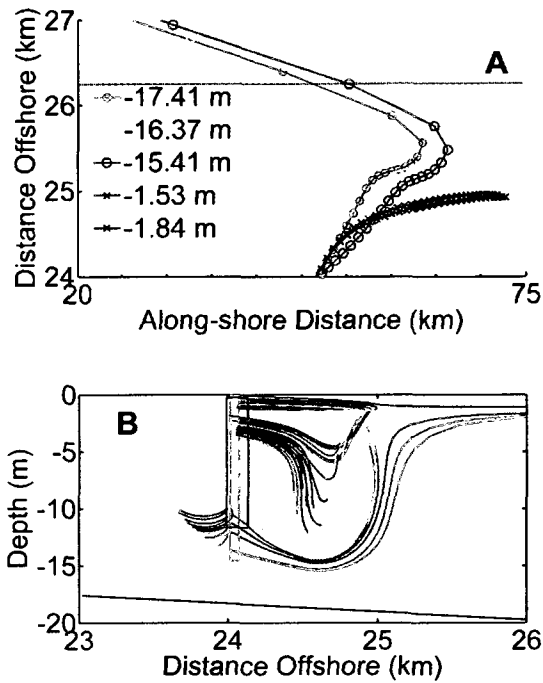 27
Distance Offshore (km)
26
25
24
A
-17.41 m
-16.37 m
-15.41 m
-1.53 m
-1.84 m
20
75
Along-shore Distance (km)
B
0
-5
-10
-15
-20
Depth (m)
23
24
25
26
Distance Offshore (km)